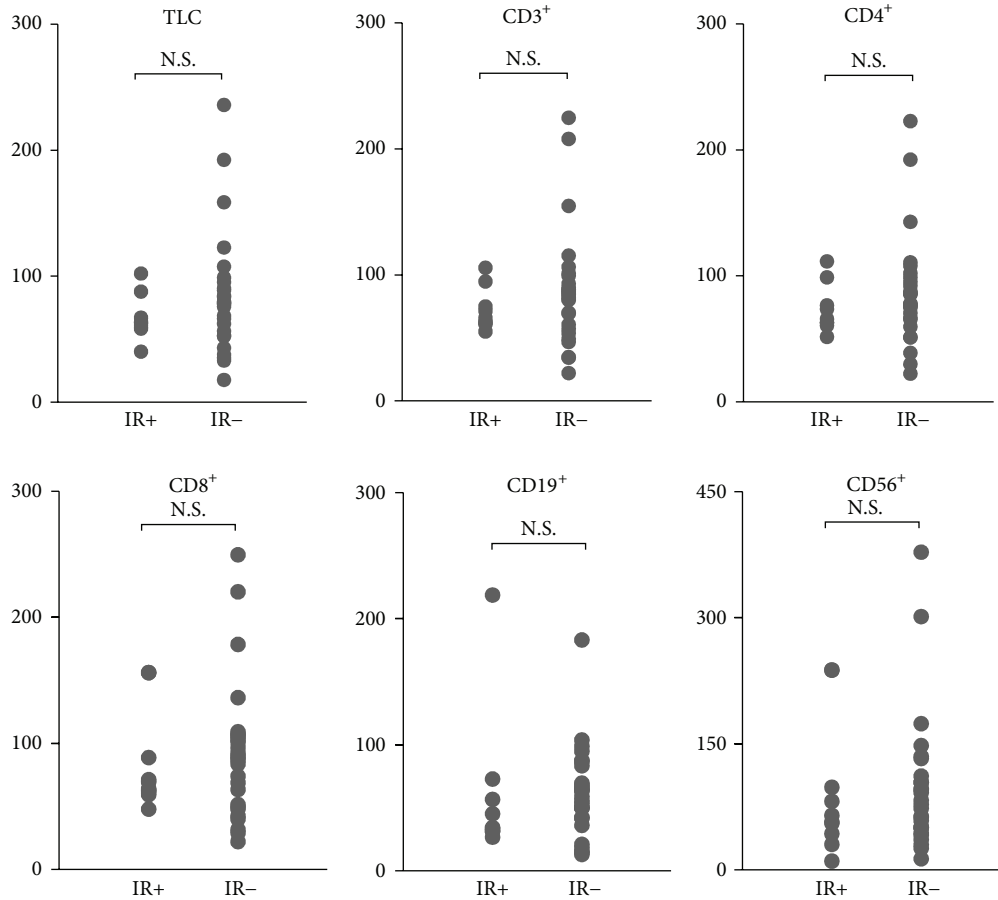 TLC
N.S.
300
200
100
0
IR+ IR−
CD3⁺
N.S.
300
200
100
0
IR+ IR−
CD4⁺
N.S.
300
200
100
0
IR+ IR−
CD8⁺
N.S.
300
200
100
0
IR+ IR−
CD19⁺
N.S.
300
200
100
0
IR+ IR−
CD56⁺
N.S.
450
300
150
0
IR+ IR−